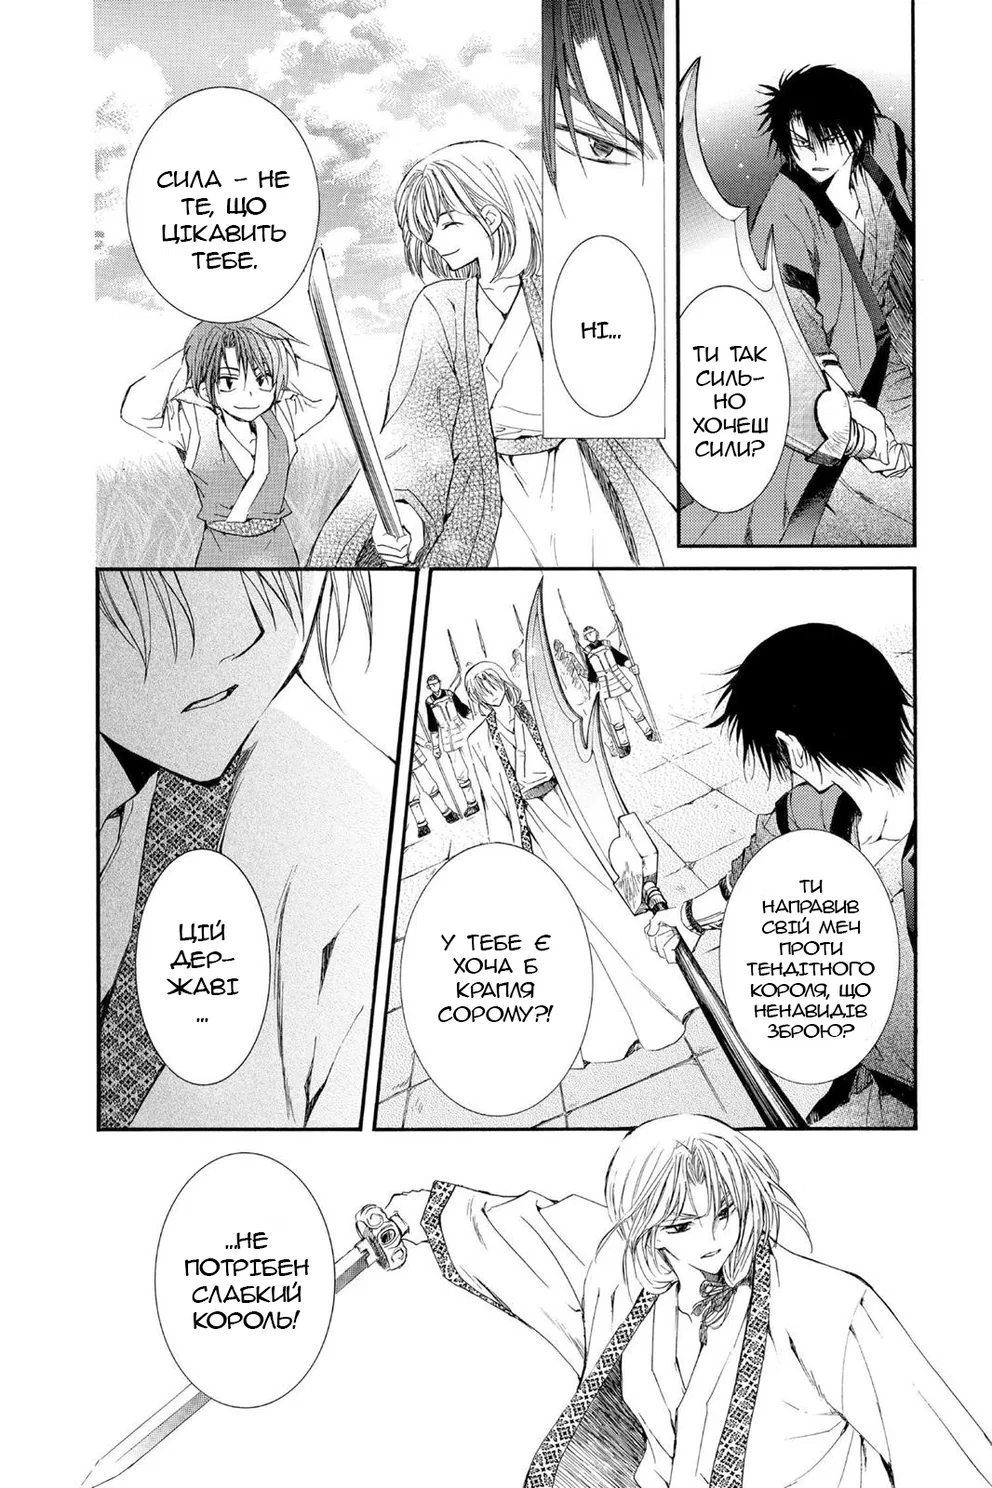 ТИ ТАК
СИЛЬ-
НО
ХОЧЕШ
СИЛИ?
НІ...
СИЛА – НЕ
ТЕ, ЩО
ЦІКАВИТЬ
ТЕБЕ.
ТИ
НАПРАВИВ
СВІЙ МЕЧ
ПРОТИ
ТЕНДІТНОГО
КОРОЛЯ, ЩО
НЕНАВИДІВ
ЗБРОЮ?
У ТЕБЕ Є
ХОЧА Б
КРАПЛЯ
СОРОМУ?!
ЦІЙ
ДЕР-
ЖАВІ
...
...НЕ
ПОТРІБЕН
СЛАБКИЙ
КОРОЛЬ!